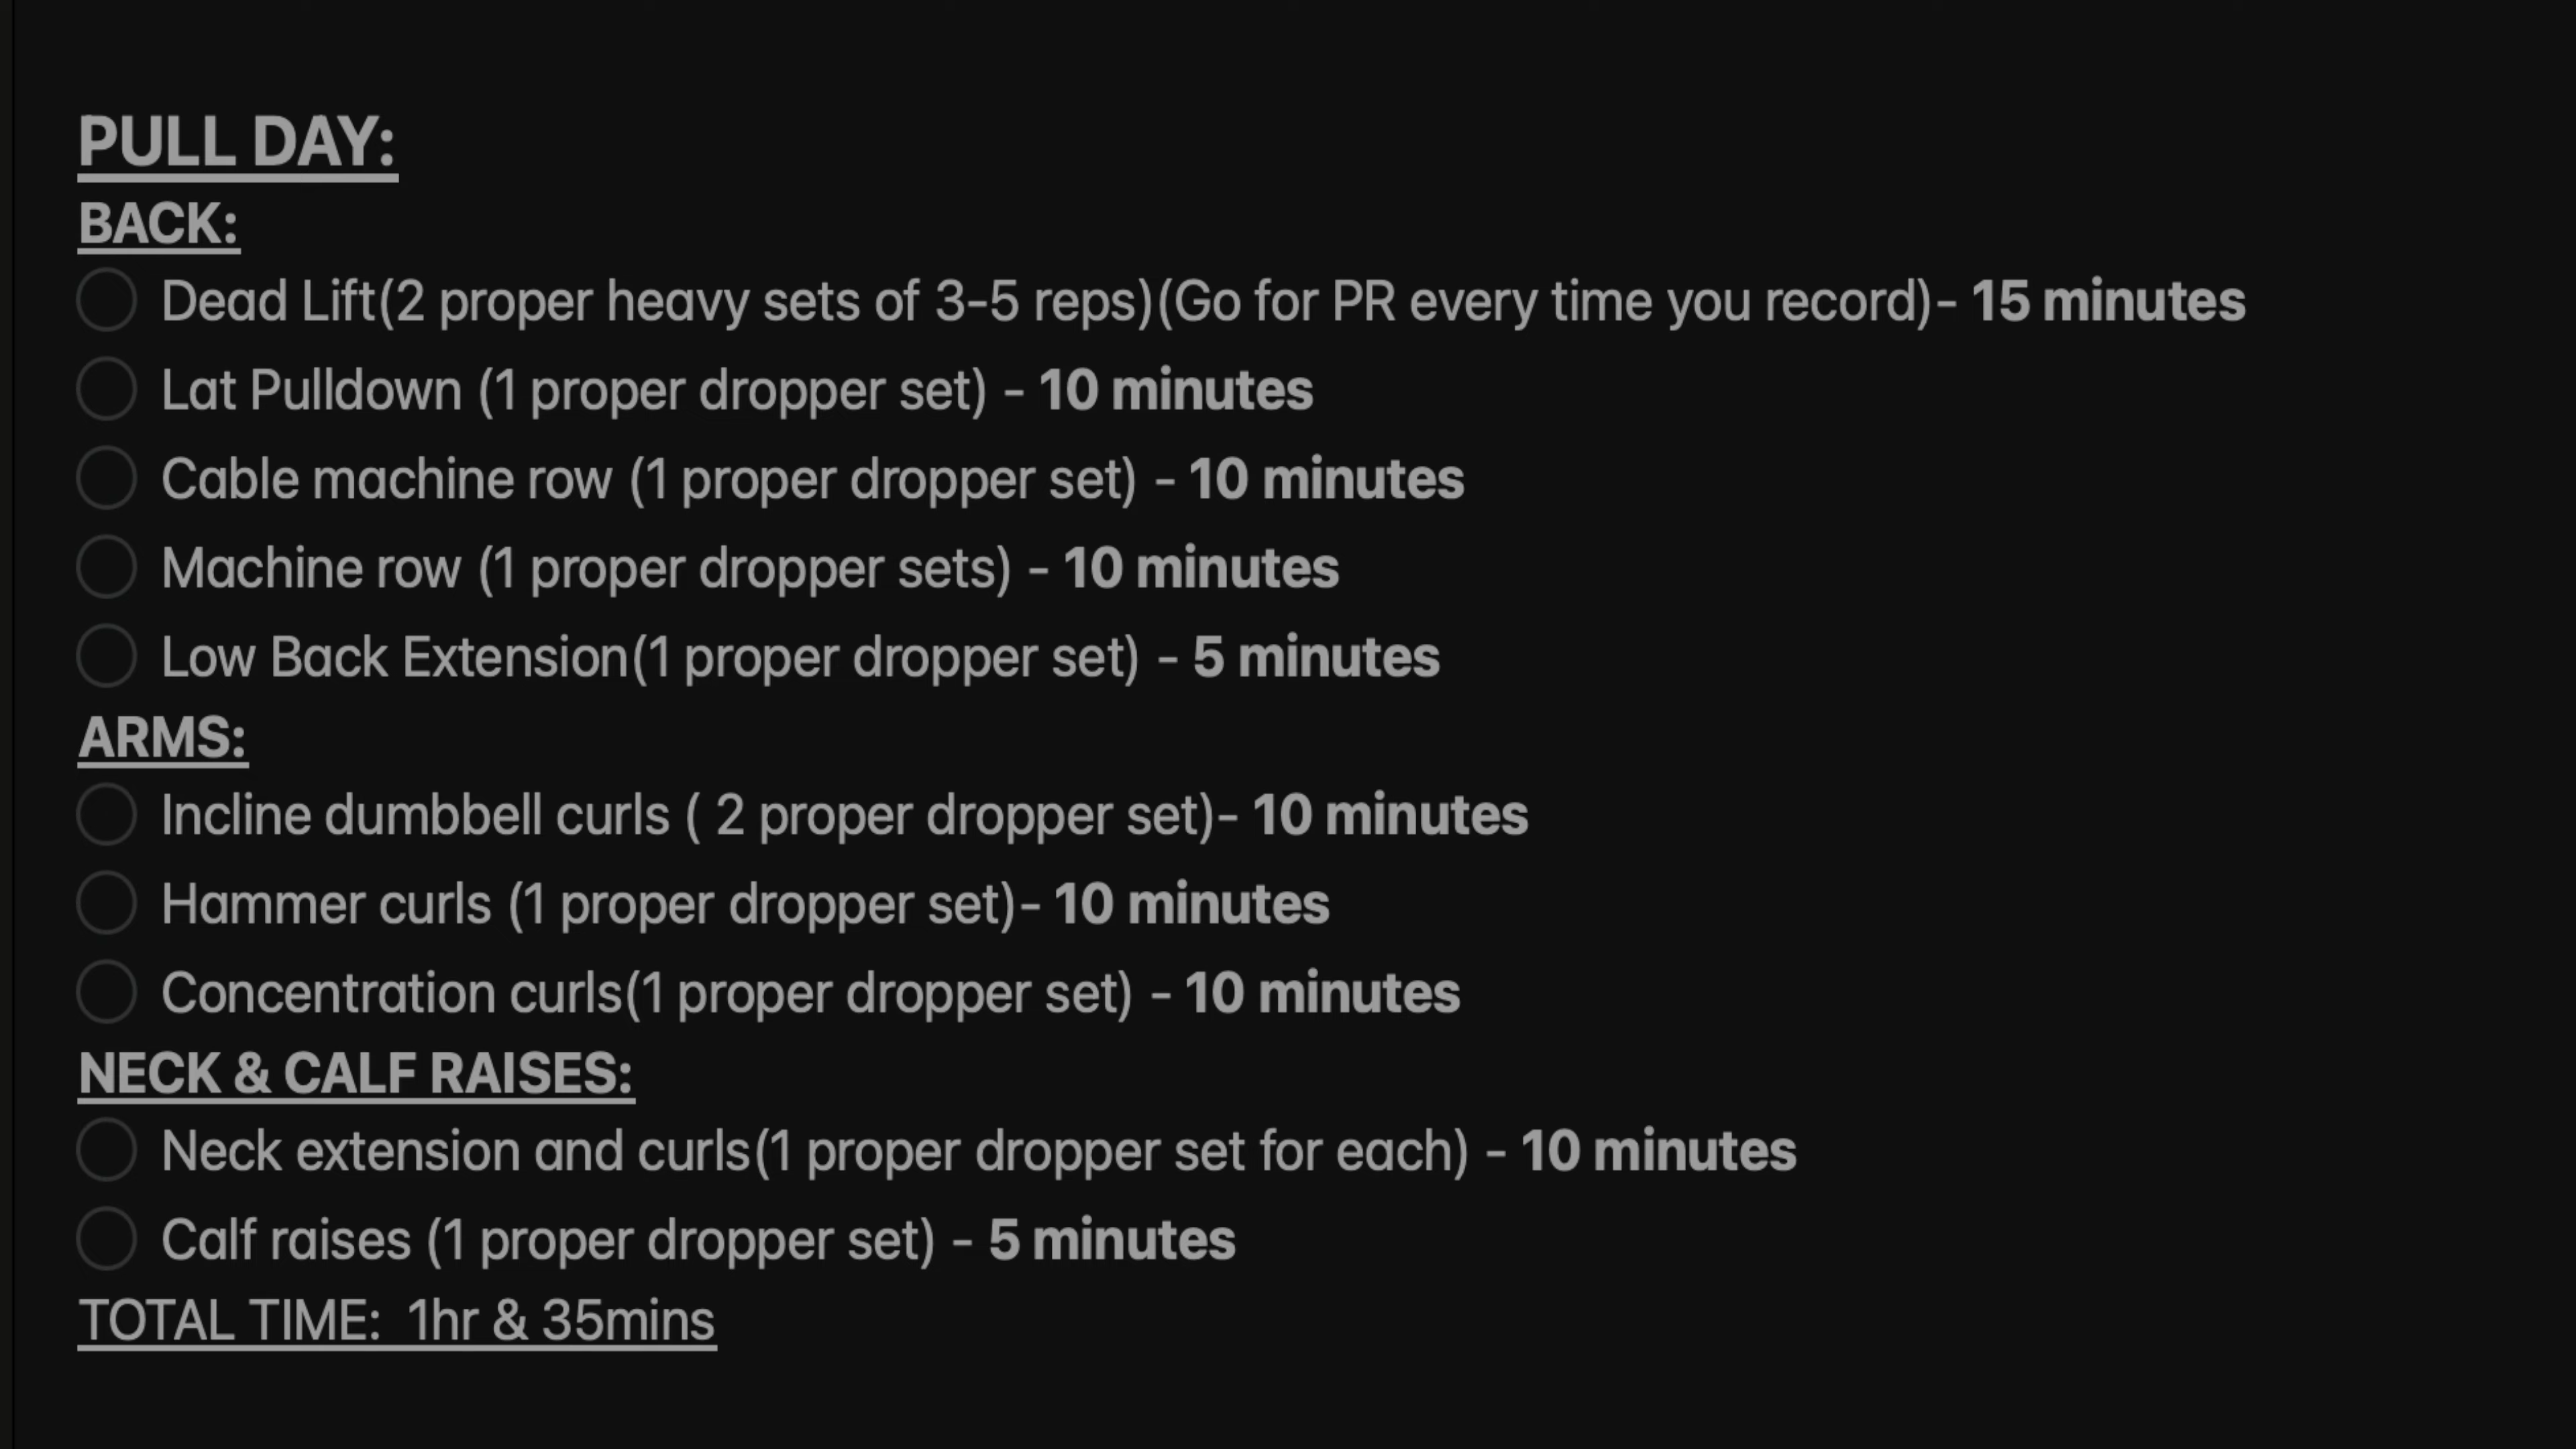 PULL DAY:
BACK:
Dead Lift(2 proper heavy sets of 3-5 reps)(Go for PR every time you record)- 15 minutes
Lat Pulldown (1 proper dropper set) - 10 minutes
Cable machine row (1 proper dropper set) - 10 minutes
Machine row (1 proper dropper sets) - 10 minutes
Low Back Extension(1 proper dropper set) - 5 minutes
ARMS:
Incline dumbbell curls ( 2 proper dropper set)- 10 minutes
Hammer curls (1 proper dropper set)- 10 minutes
Concentration curls(1 proper dropper set) - 10 minutes
NECK & CALF RAISES:
Neck extension and curls(1 proper dropper set for each) - 10 minutes
Calf raises (1 proper dropper set) - 5 minutes
TOTAL TIME:  1hr & 35mins